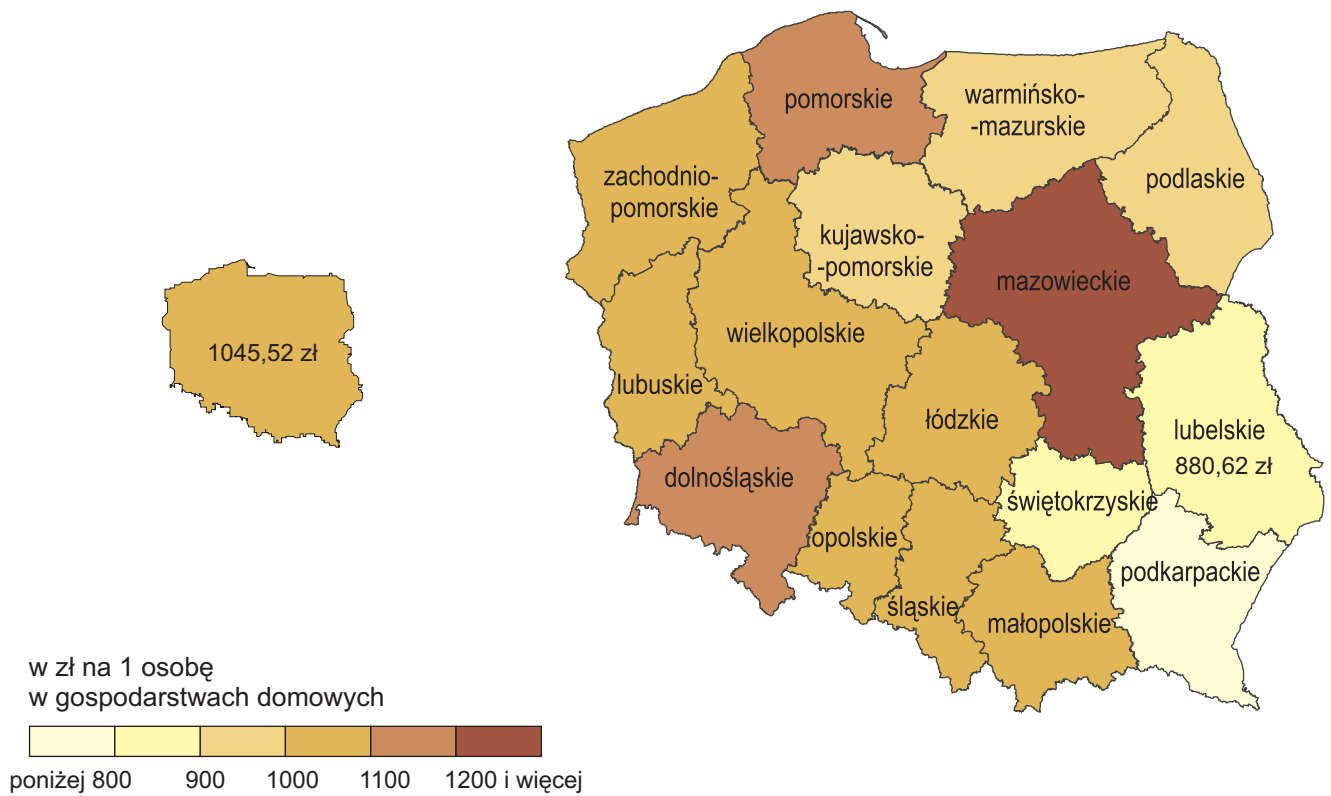 pomorskie
warmińsko-
-mazurskie
podlaskie
zachodnio-
pomorskie
kujawsko-
-pomorskie
mazowieckie
1045,52 zł
wielkopolskie
lubuskie
łódzkie
lubelskie
880,62 zł
dolnośląskie
świętokrzyskie
opolskie
podkarpackie
śląskie
małopolskie
w zł na 1 osobę
w gospodarstwach domowych
poniżej 800 900 1000 1100 1200 i więcej